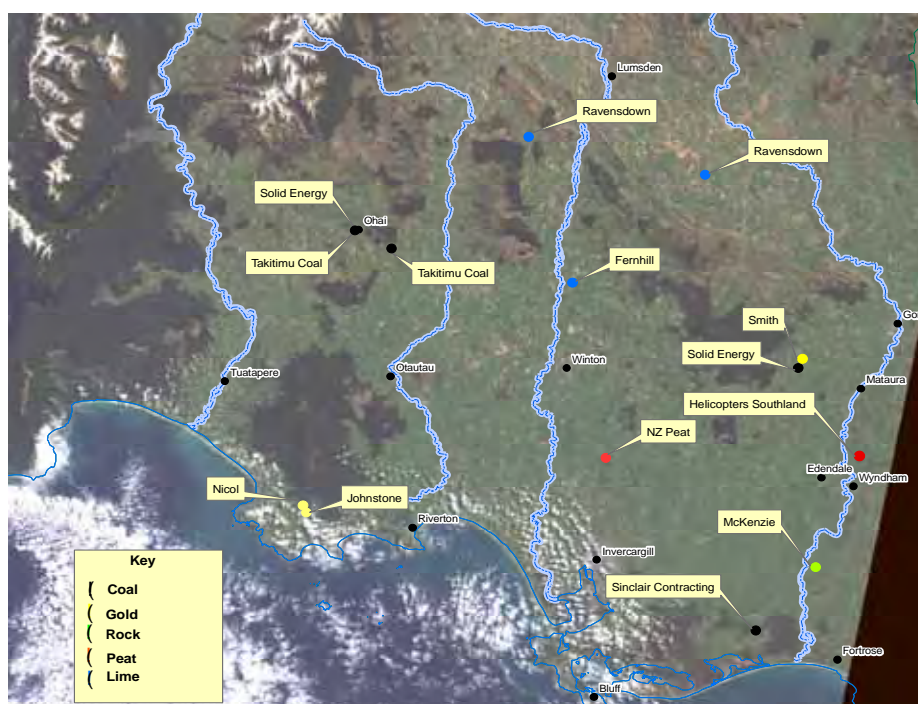 Lumsden
Ravensdown
Ravensdown
Solid Energy
Ohai
Takitimu Coal
Takitimu Coal
Fernhill
Smith
Gor
Solid Energy
Winton
Tuatapere
Otautau
Mataura
Helicopters Southland
NZ Peat
Edendale
Wyndham
Nicol
Johnstone
Riverton
McKenzie
Invercargill
Sinclair Contracting
Fortrose
Bluff
Key
Coal
Gold
Rock
Peat
Lime